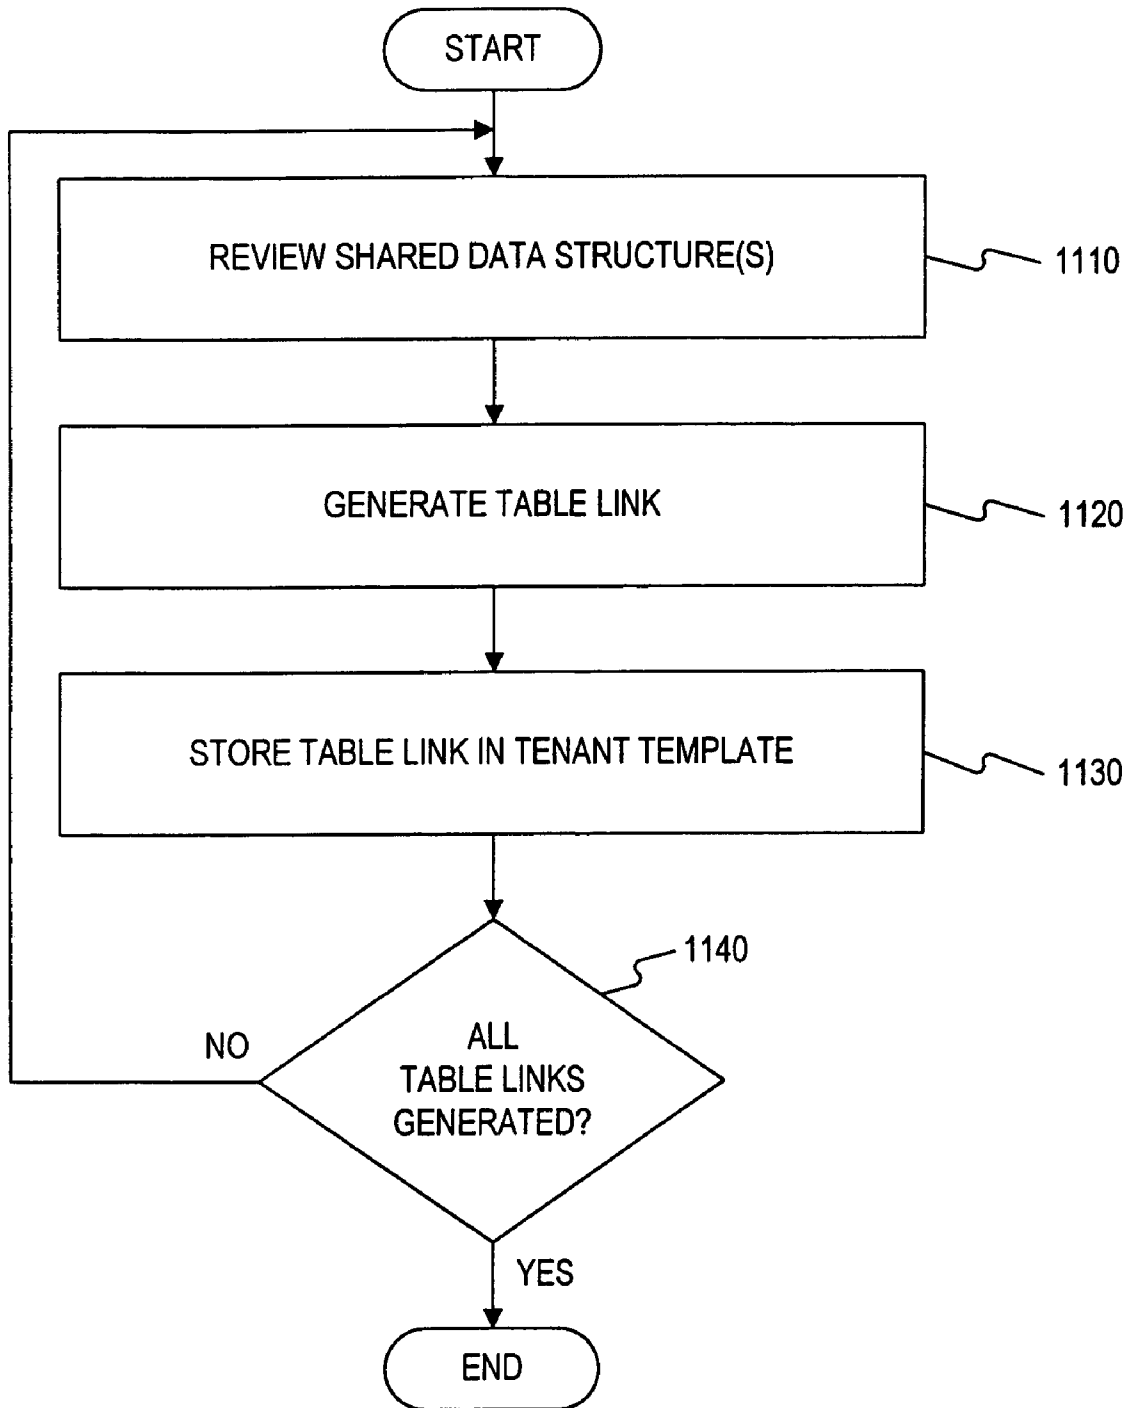 START
REVIEW SHARED DATA STRUCTURE(S)
1110
GENERATE TABLE LINK
1120
STORE TABLE LINK IN TENANT TEMPLATE
1130
1140
ALL
TABLE LINKS
GENERATED?
NO
YES
END